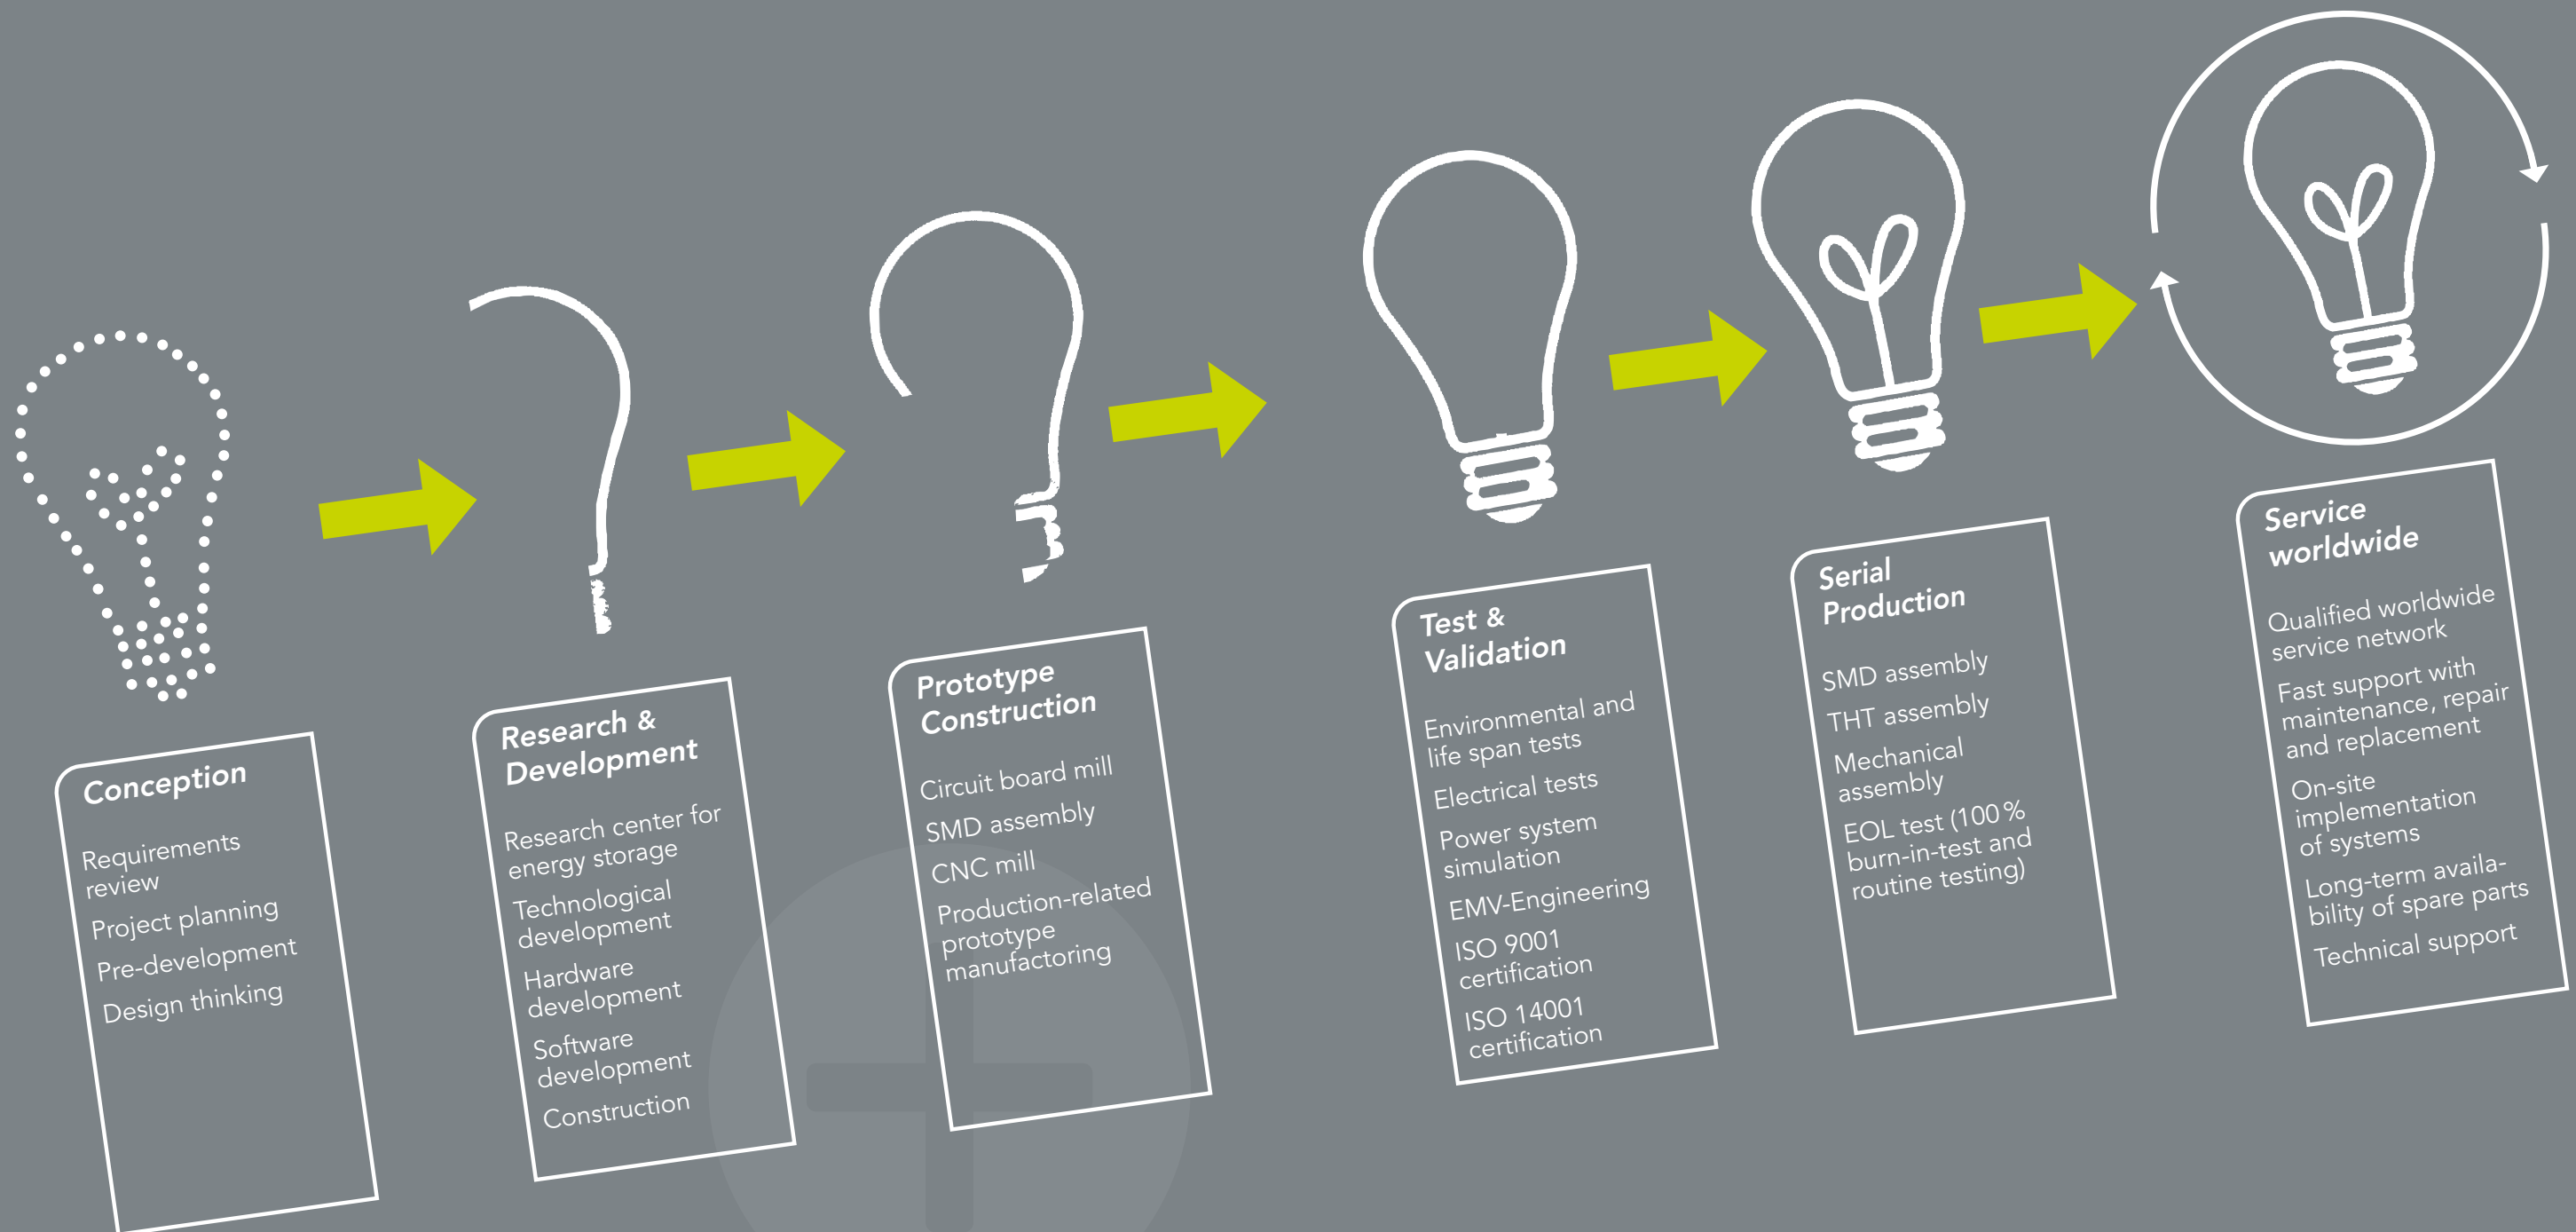 Conception
Requirements
review
Project planning
Pre-development
Design thinking
Research &
Development
Research center for
energy storage
Technological
development
Hardware
development
Software
development
Construction
Prototype
Construction
Circuit board mill
SMD assembly
CNC mill
Production-related
prototype
manufactoring
Test &
Validation
Environmental and
life span tests
Electrical tests
Power system
simulation
EMV-Engineering
ISO 9001
certification
ISO 14001
certification
Serial
Production
SMD assembly
THT assembly
Mechanical
assembly
EOL test (100 %
burn-in-test and
routine testing)
Service
worldwide
Qualified worldwide
service network
Fast support with
maintenance, repair
and replacement
On-site
implementation
of systems
Long-term availa-
bility of spare parts
Technical support